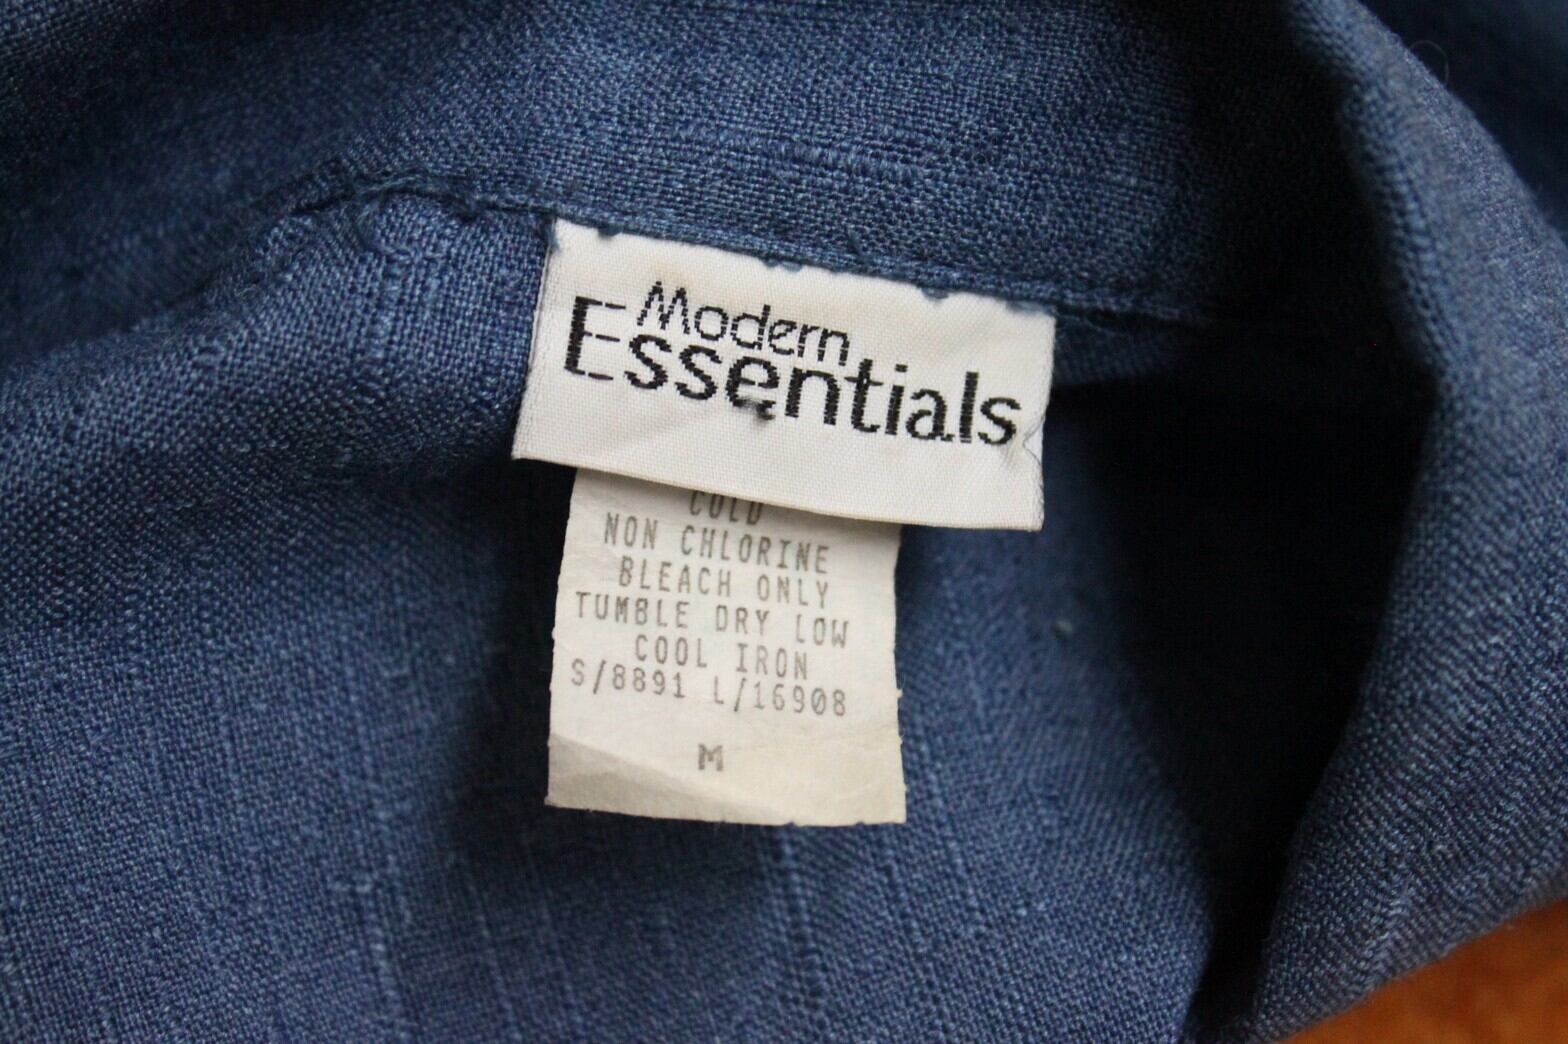 Modern
Essentials
COLD
NON CHLORINE
BLEACH ONLY
TUMBLE DRY LOW
COOL IRON
S/8891 L/16908
M